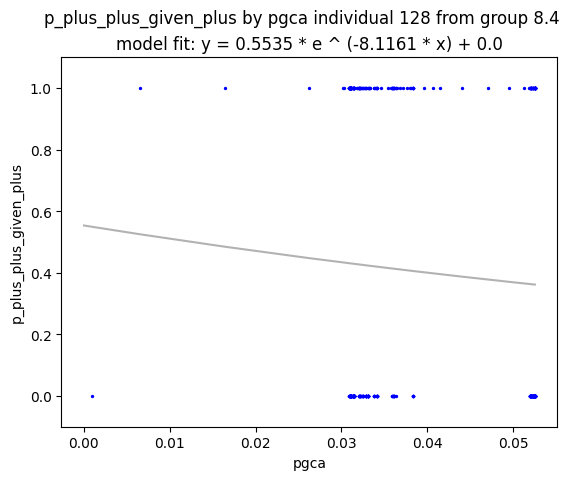 p_plus_plus_given_plus by pgca individual 128 from group 8.4
model fit: y = 0.5535 * e ^ (-8.1161 * x) + 0.0
1.0
0.8
0.6
0.4
0.2
0.0
p_plus_plus_given_plus
0.00 0.01 0.02 0.03 0.04 0.05
pgca